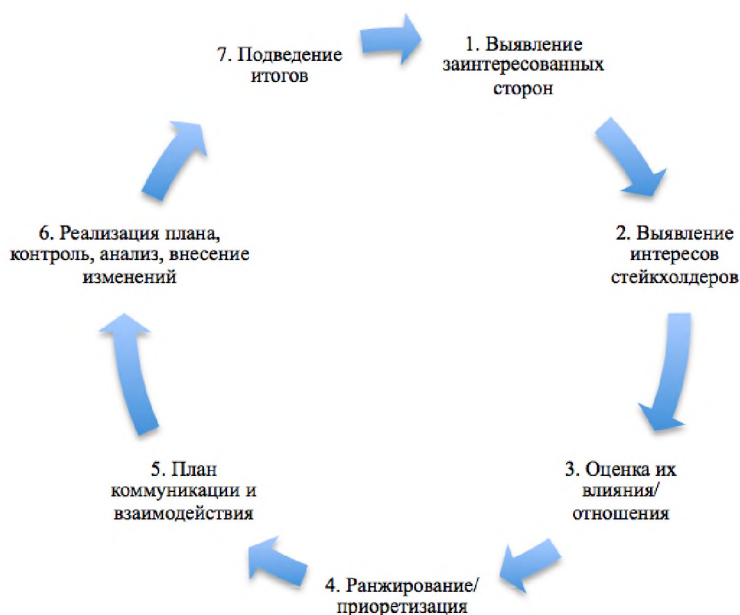 1. Выявление
заинтересованных
сторон
2. Выявление
интересов
стейкхолдеров
3. Оценка их
влияния/
отношения
4. Ранжирование/
приоретизация
5. План
коммуникации и
взаимодействия
6. Реализация плана,
контроль, анализ, внесение
изменений
7. Подведение
итогов